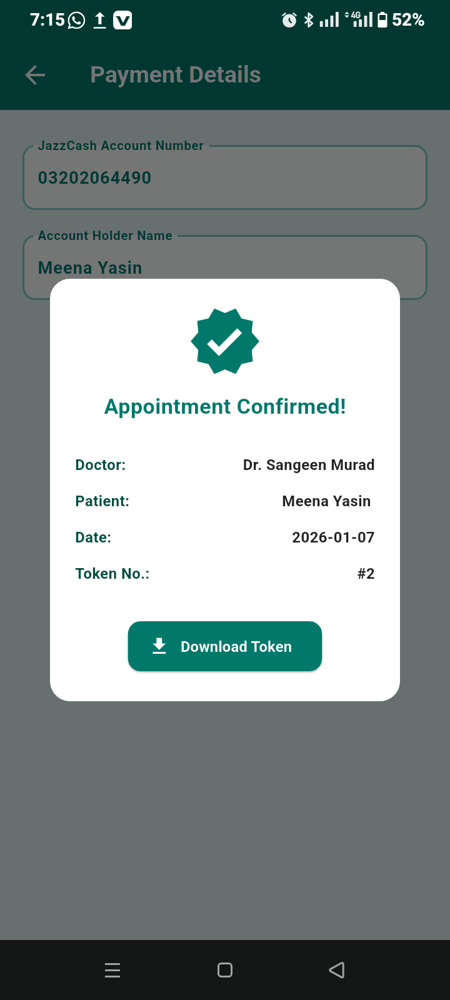 7:15 4G 52%
Payment Details
JazzCash Account Number
03202064490
Account Holder Name
Meena Yasin
Appointment Confirmed!
Doctor: Dr. Sangeen Murad
Patient: Meena Yasin
Date: 2026-01-07
Token No.: #2
Download Token